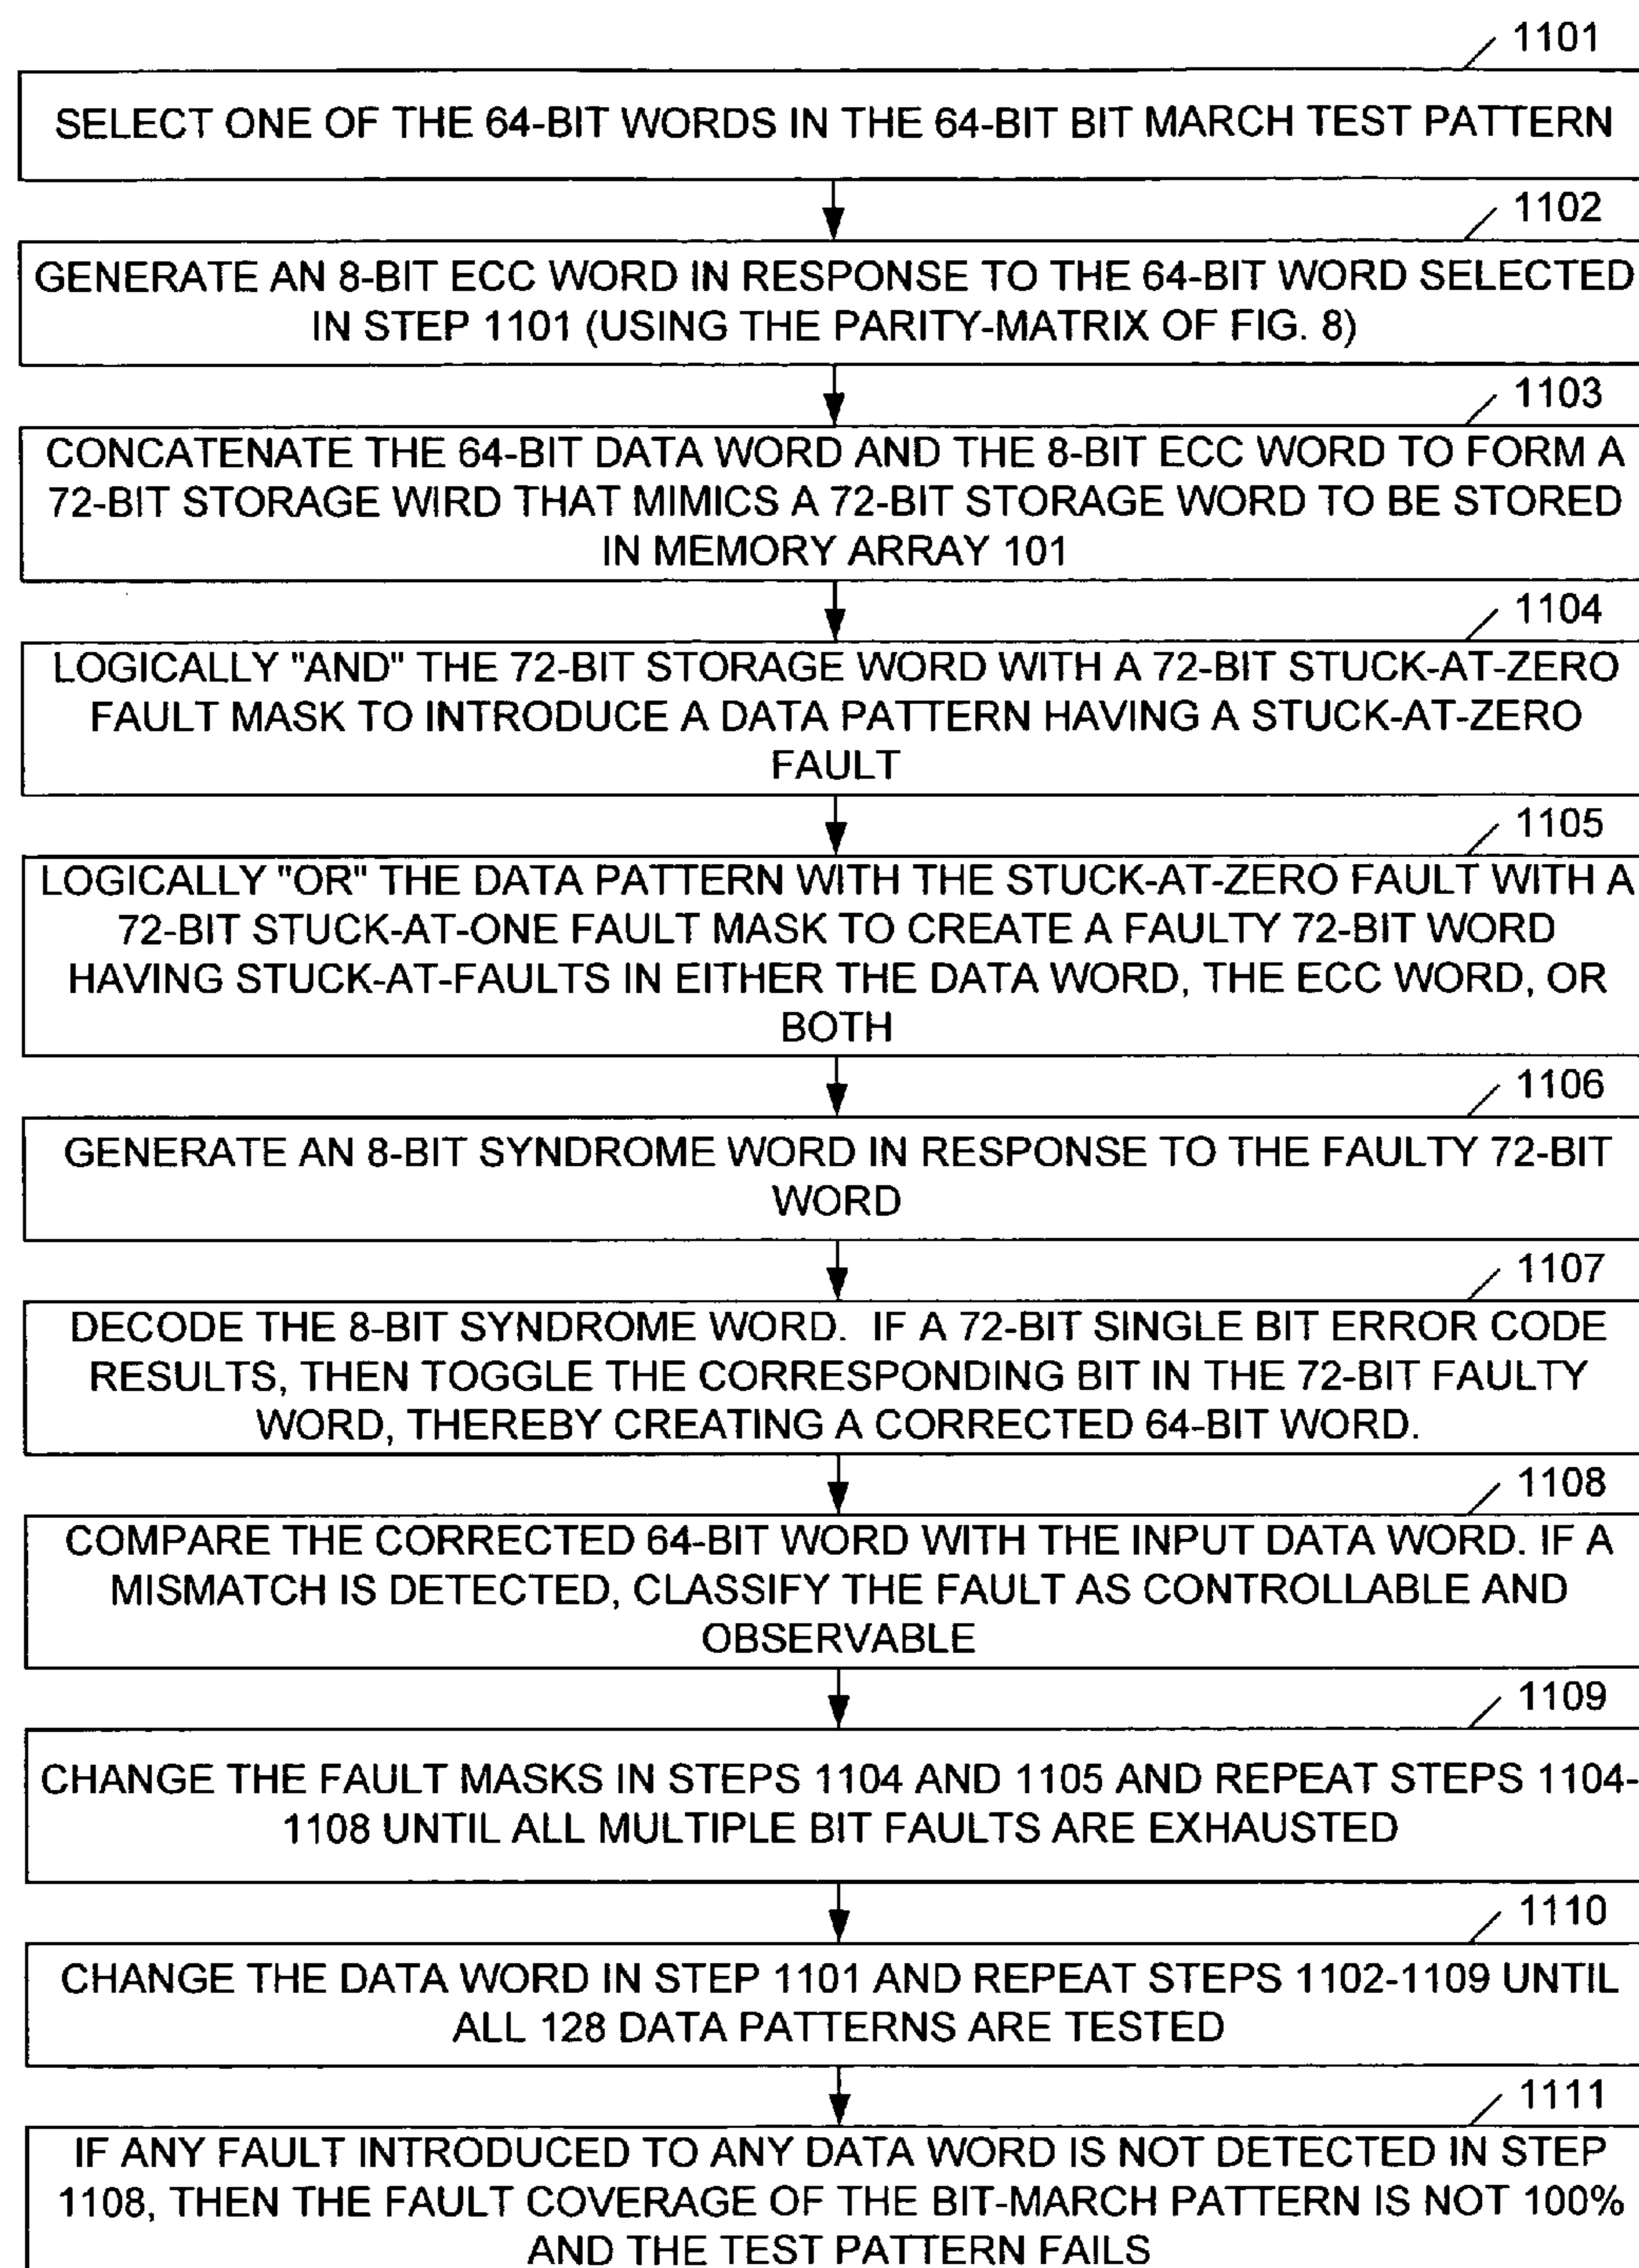 1101
SELECT ONE OF THE 64-BIT WORDS IN THE 64-BIT BIT MARCH TEST PATTERN
1102
GENERATE AN 8-BIT ECC WORD IN RESPONSE TO THE 64-BIT WORD SELECTED
IN STEP 1101 (USING THE PARITY-MATRIX OF FIG. 8)
1103
CONCATENATE THE 64-BIT DATA WORD AND THE 8-BIT ECC WORD TO FORM A
72-BIT STORAGE WIRD THAT MIMICS A 72-BIT STORAGE WORD TO BE STORED
IN MEMORY ARRAY 101
1104
LOGICALLY "AND" THE 72-BIT STORAGE WORD WITH A 72-BIT STUCK-AT-ZERO
FAULT MASK TO INTRODUCE A DATA PATTERN HAVING A STUCK-AT-ZERO
FAULT
1105
LOGICALLY "OR" THE DATA PATTERN WITH THE STUCK-AT-ZERO FAULT WITH A
72-BIT STUCK-AT-ONE FAULT MASK TO CREATE A FAULTY 72-BIT WORD
HAVING STUCK-AT-FAULTS IN EITHER THE DATA WORD, THE ECC WORD, OR
BOTH
1106
GENERATE AN 8-BIT SYNDROME WORD IN RESPONSE TO THE FAULTY 72-BIT
WORD
1107
DECODE THE 8-BIT SYNDROME WORD. IF A 72-BIT SINGLE BIT ERROR CODE
RESULTS, THEN TOGGLE THE CORRESPONDING BIT IN THE 72-BIT FAULTY
WORD, THEREBY CREATING A CORRECTED 64-BIT WORD.
1108
COMPARE THE CORRECTED 64-BIT WORD WITH THE INPUT DATA WORD. IF A
MISMATCH IS DETECTED, CLASSIFY THE FAULT AS CONTROLLABLE AND
OBSERVABLE
1109
CHANGE THE FAULT MASKS IN STEPS 1104 AND 1105 AND REPEAT STEPS 1104-
1108 UNTIL ALL MULTIPLE BIT FAULTS ARE EXHAUSTED
1110
CHANGE THE DATA WORD IN STEP 1101 AND REPEAT STEPS 1102-1109 UNTIL
ALL 128 DATA PATTERNS ARE TESTED
1111
IF ANY FAULT INTRODUCED TO ANY DATA WORD IS NOT DETECTED IN STEP
1108, THEN THE FAULT COVERAGE OF THE BIT-MARCH PATTERN IS NOT 100%
AND THE TEST PATTERN FAILS